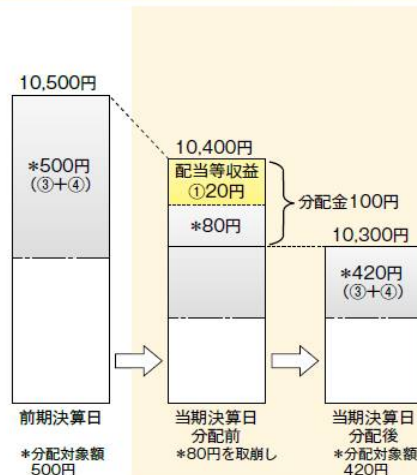 10,500円
*500円
(③+④)
10,400円
配当等収益
①20円
*80円
分配金100円
10,300円
*420円
(③+④)
前期決算日
*分配対象額
500円
当期決算日
分配前
*80円を取崩し
当期決算日
分配後
*分配対象額
420円